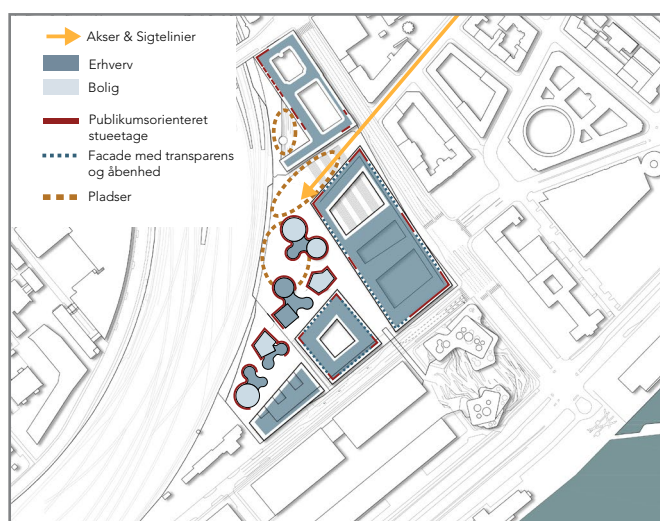 Akser & Sigtelinier
Erhverv
Bolig
Publikumsorienteret
stueetage
Facade med transparens
og åbenhed
Pladser